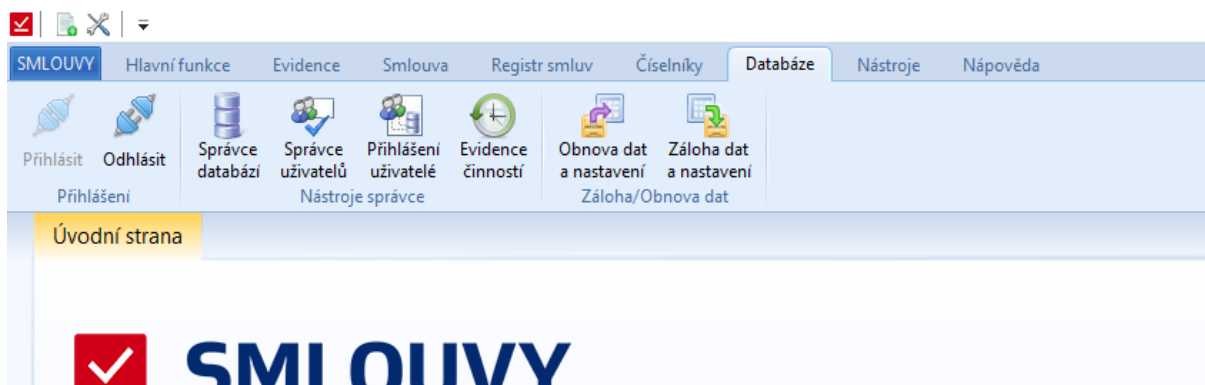 SMLOUVY Hlavní funkce Evidence Smlouva Registr smluv Číselníky Databáze Nástroje Nápověda
Přihlásit Odhlásit Správce databází Správce uživatelů Přihlášení uživatelé Evidence činností Obnova dat a nastavení Záloha dat a nastavení
Přihlášení Nástroje správce Záloha/Obnova dat
Úvodní strana
SMLOUVY